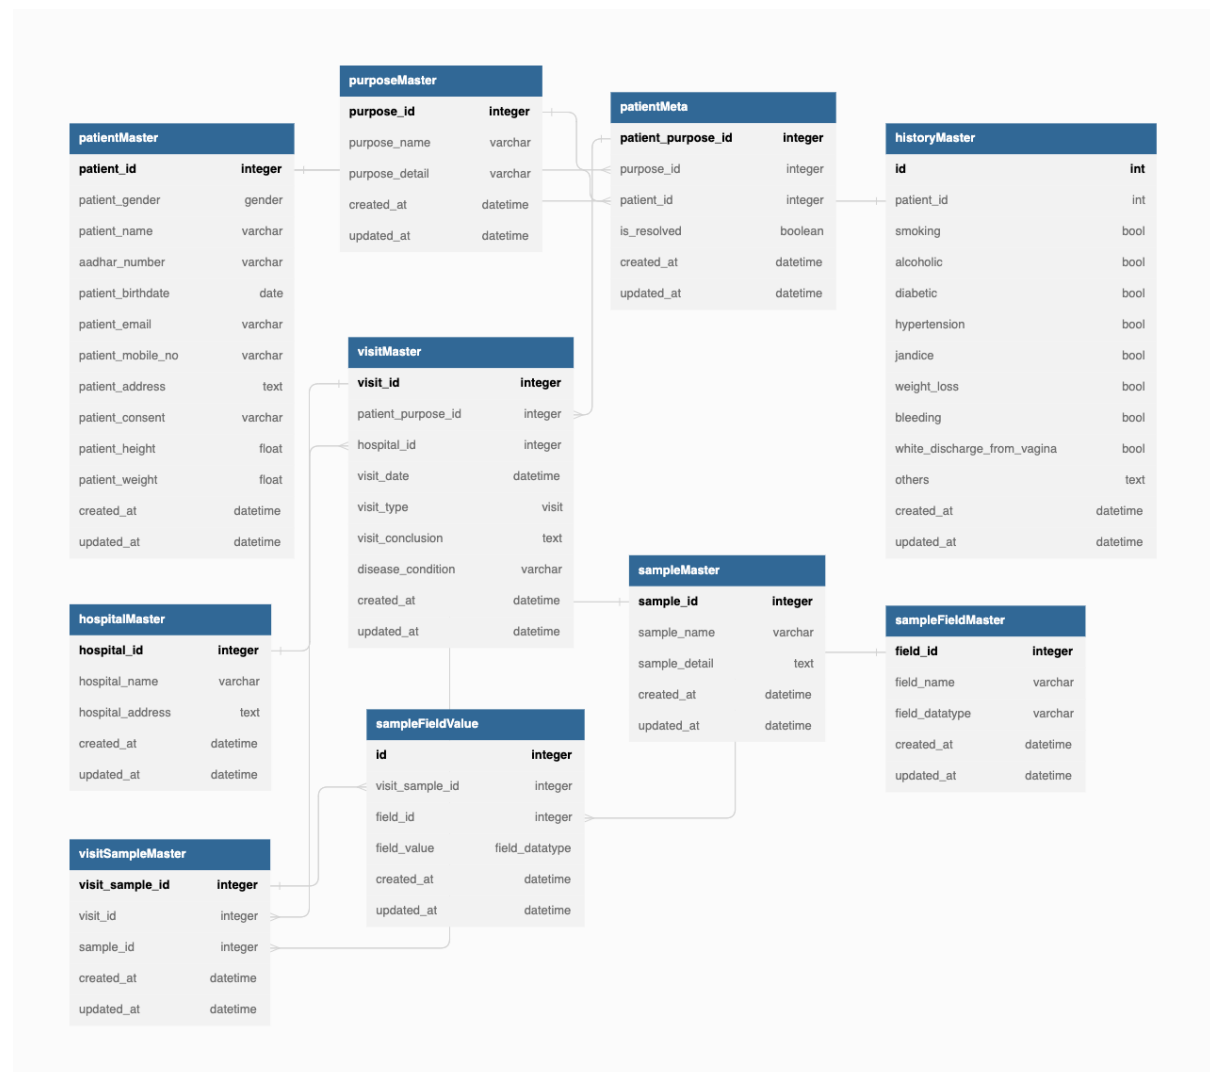 purposeMaster
purpose_id integer
purpose_name varchar
purpose_detail varchar
created_at datetime
updated_at datetime
patientMeta
patient_purpose_id integer
purpose_id integer
patient_id integer
is_resolved boolean
created_at datetime
updated_at datetime
patientMaster
patient_id integer
patient_gender gender
patient_name varchar
aadhar_number varchar
patient_birthdate date
patient_email varchar
patient_mobile_no varchar
patient_address text
patient_consent varchar
patient_height float
patient_weight float
created_at datetime
updated_at datetime
historyMaster
id int
patient_id int
smoking bool
alcoholic bool
diabetic bool
hypertension bool
jandice bool
weight_loss bool
bleeding bool
white_discharge_from_vagina bool
others text
created_at datetime
updated_at datetime
visitMaster
visit_id integer
patient_purpose_id integer
hospital_id integer
visit_date datetime
visit_type visit
visit_conclusion text
disease_condition varchar
created_at datetime
updated_at datetime
sampleMaster
sample_id integer
sample_name varchar
sample_detail text
created_at datetime
updated_at datetime
hospitalMaster
hospital_id integer
hospital_name varchar
hospital_address text
created_at datetime
updated_at datetime
sampleFieldMaster
field_id integer
field_name varchar
field_datatype varchar
created_at datetime
updated_at datetime
sampleFieldValue
id integer
visit_sample_id integer
field_id integer
field_value field_datatype
created_at datetime
updated_at datetime
visitSampleMaster
visit_sample_id integer
visit_id integer
sample_id integer
created_at datetime
updated_at datetime